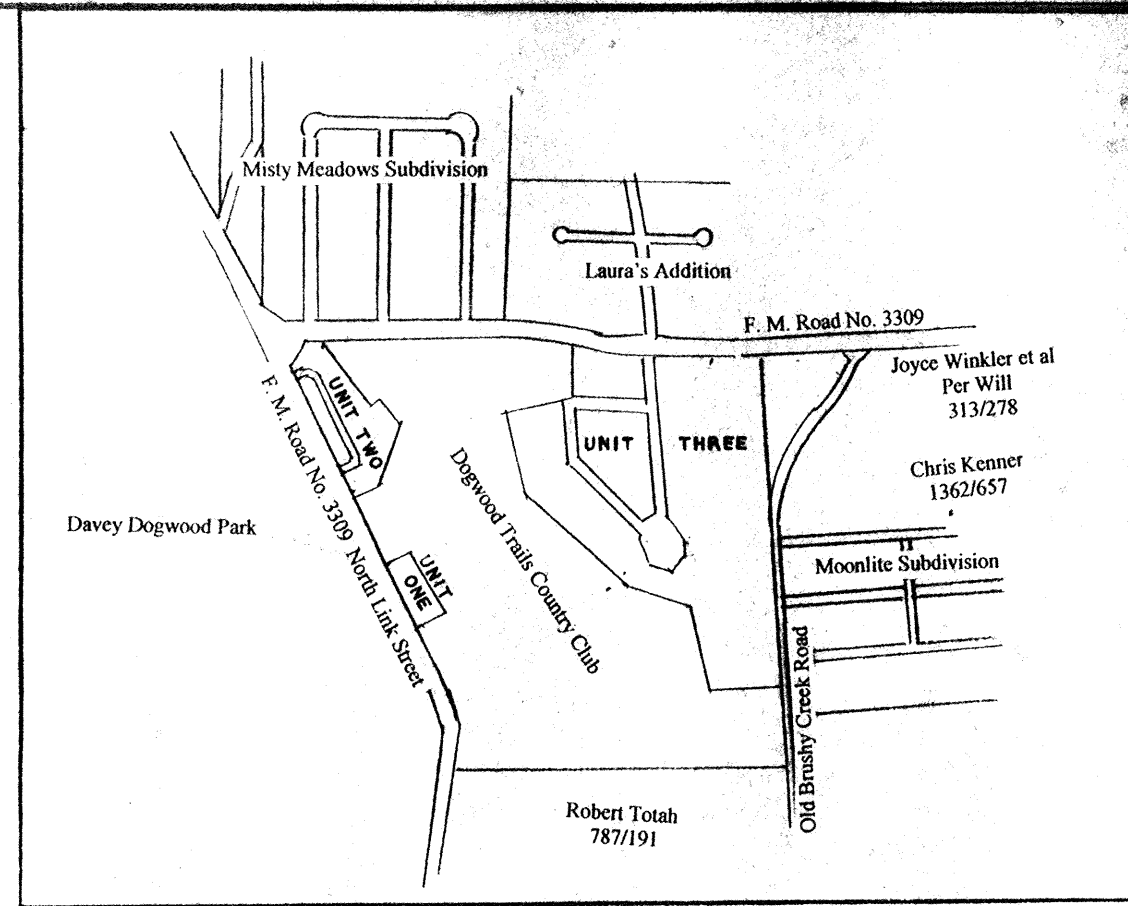 Misty Meadows Subdivision
Laura's Addition
F. M. Road No. 3309
Joyce Winkler et al
Per Will
313/278
UNIT TWO
UNIT THREE
Chris Kenner
1362/657
F. M. Road No. 3309 North Link Street
Dogwood Trails Country Club
Davey Dogwood Park
Moonlite Subdivision
UNIT
ONE
Old Brushy Creek Road
Robert Totah
787/191